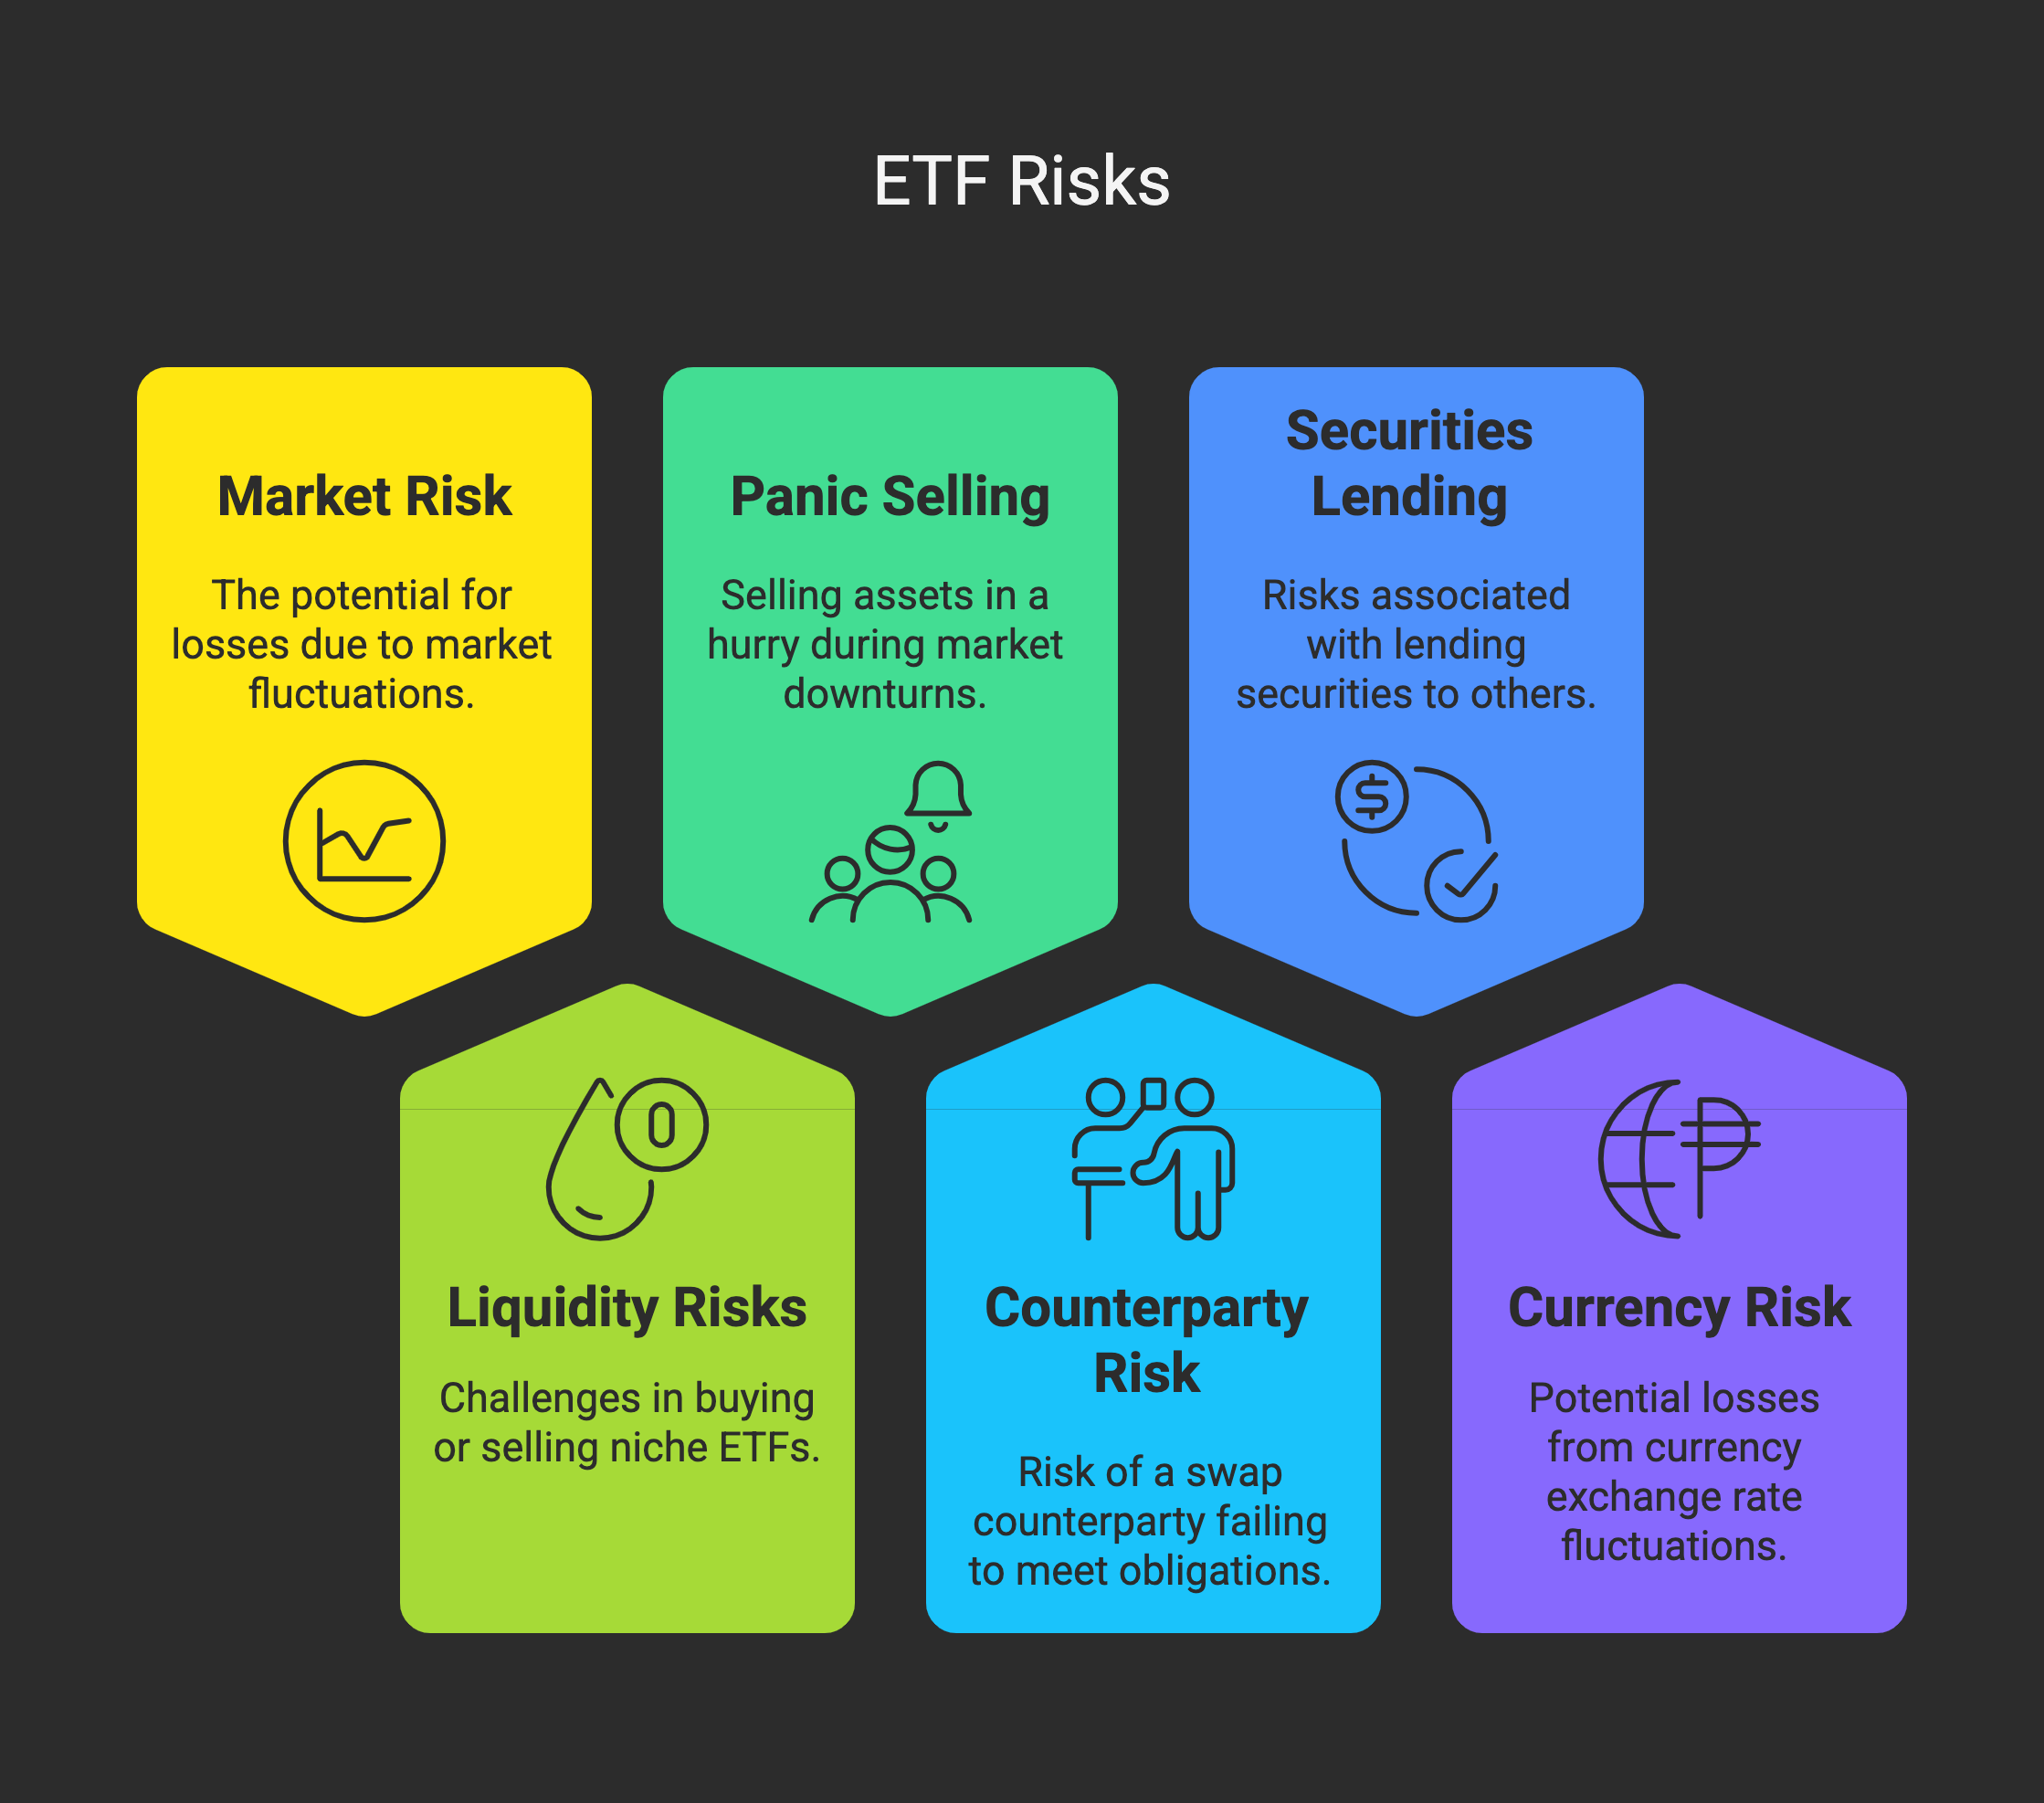 ETF Risks
Market Risk
The potential for
losses due to market
fluctuations.
Panic Selling
Selling assets in a
hurry during market
downturns.
Securities
Lending
Risks associated
with lending
securities to others.
Liquidity Risks
Challenges in buying
or selling niche ETFs.
Counterparty
Risk
Risk of a swap
counterparty failing
to meet obligations.
Currency Risk
Potential losses
from currency
exchange rate
fluctuations.